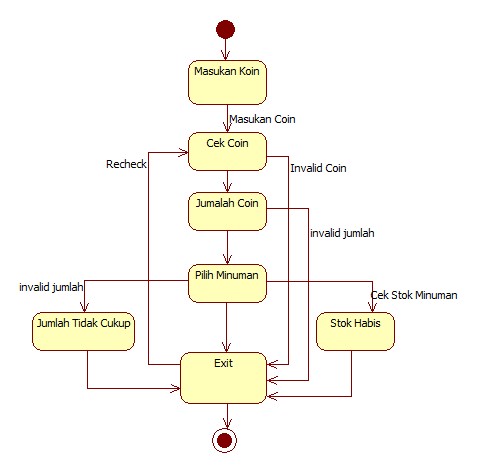 Masukan Koin
Masukan Coin
Cek Coin
Recheck
Invalid Coin
Jumalah Coin
invalid jumlah
Pilih Minuman
invalid jumlah
Cek Stok Minuman
Jumlah Tidak Cukup
Stok Habis
Exit